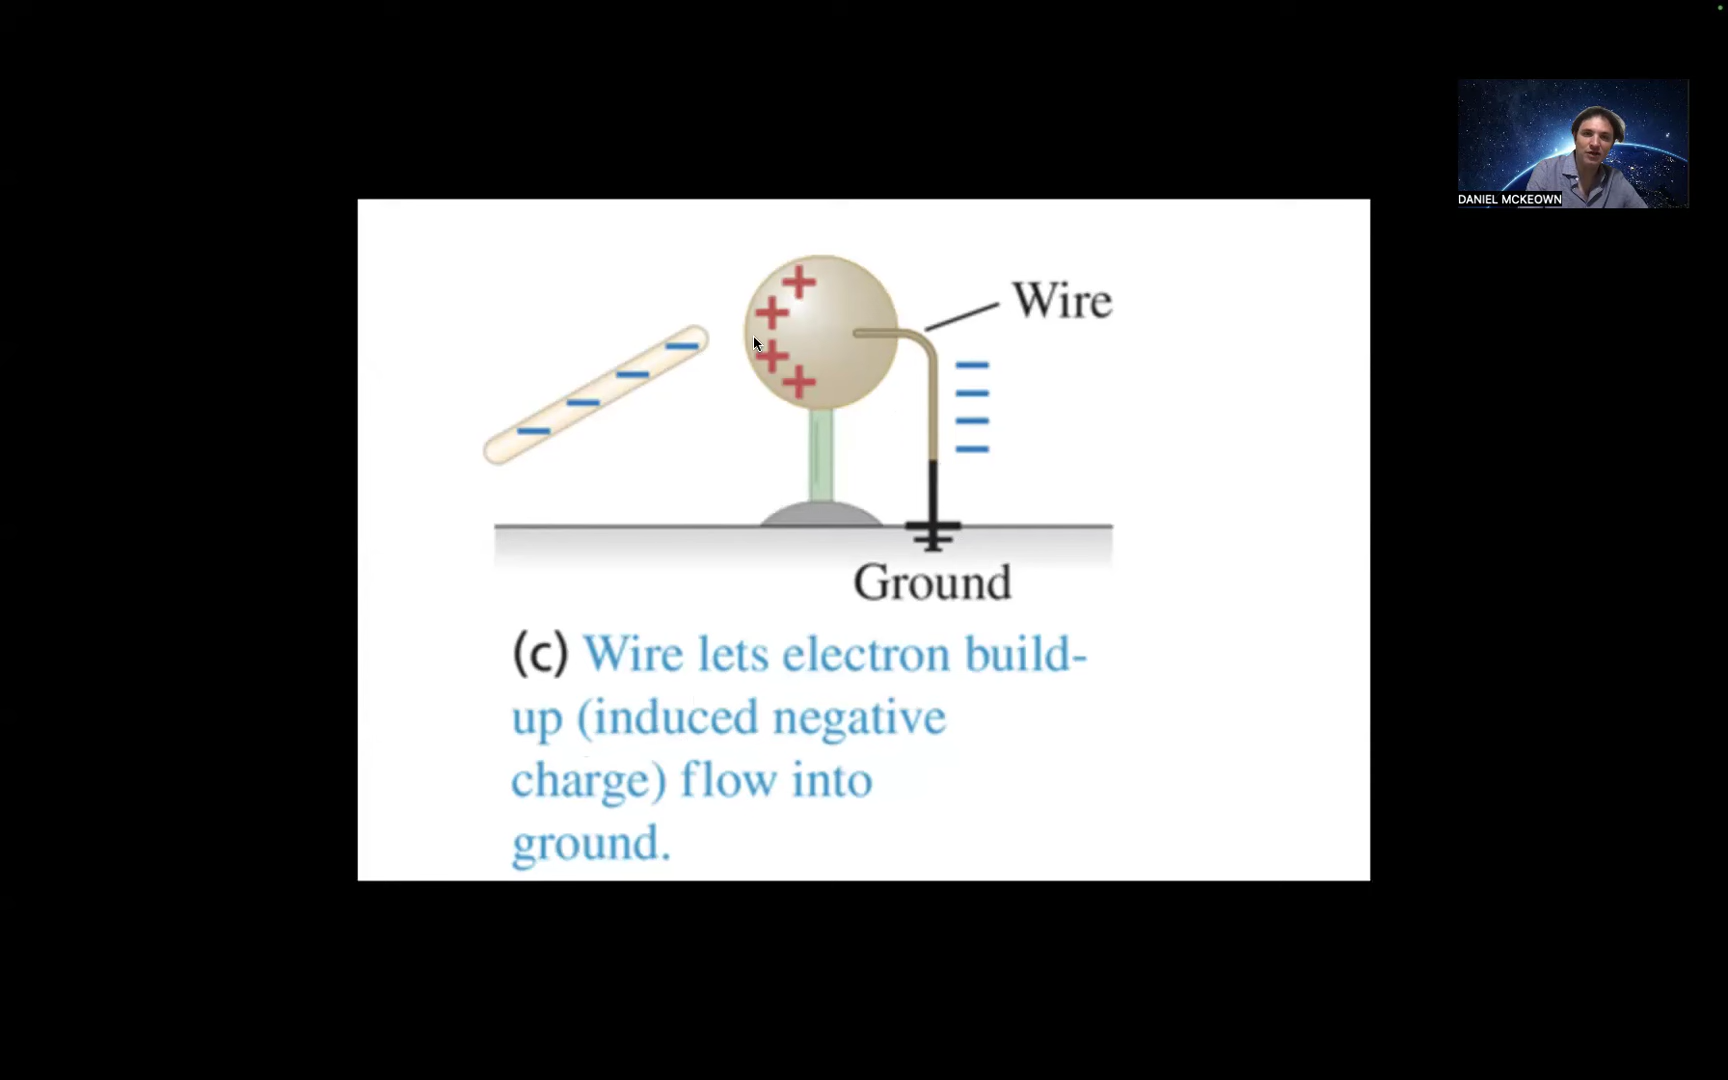 DANIEL MCKEOWN
Wire
Ground
(c) Wire lets electron build-
up (induced negative
charge) flow into
ground.